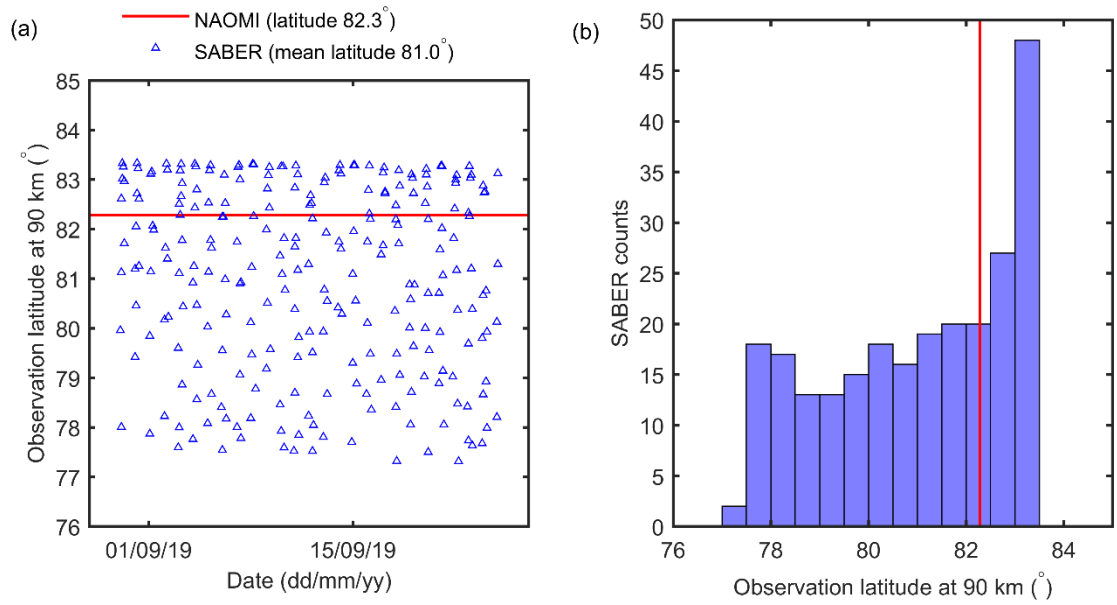 (a)
NAOMI (latitude 82.3°)
SABER (mean latitude 81.0°)
85
84
83
82
81
80
79
78
77
76
Observation latitude at 90 km (°)
01/09/19 15/09/19
Date (dd/mm/yy)
(b)
50
45
40
35
30
25
20
15
10
5
0
SABER counts
76 78 80 82 84
Observation latitude at 90 km (°)